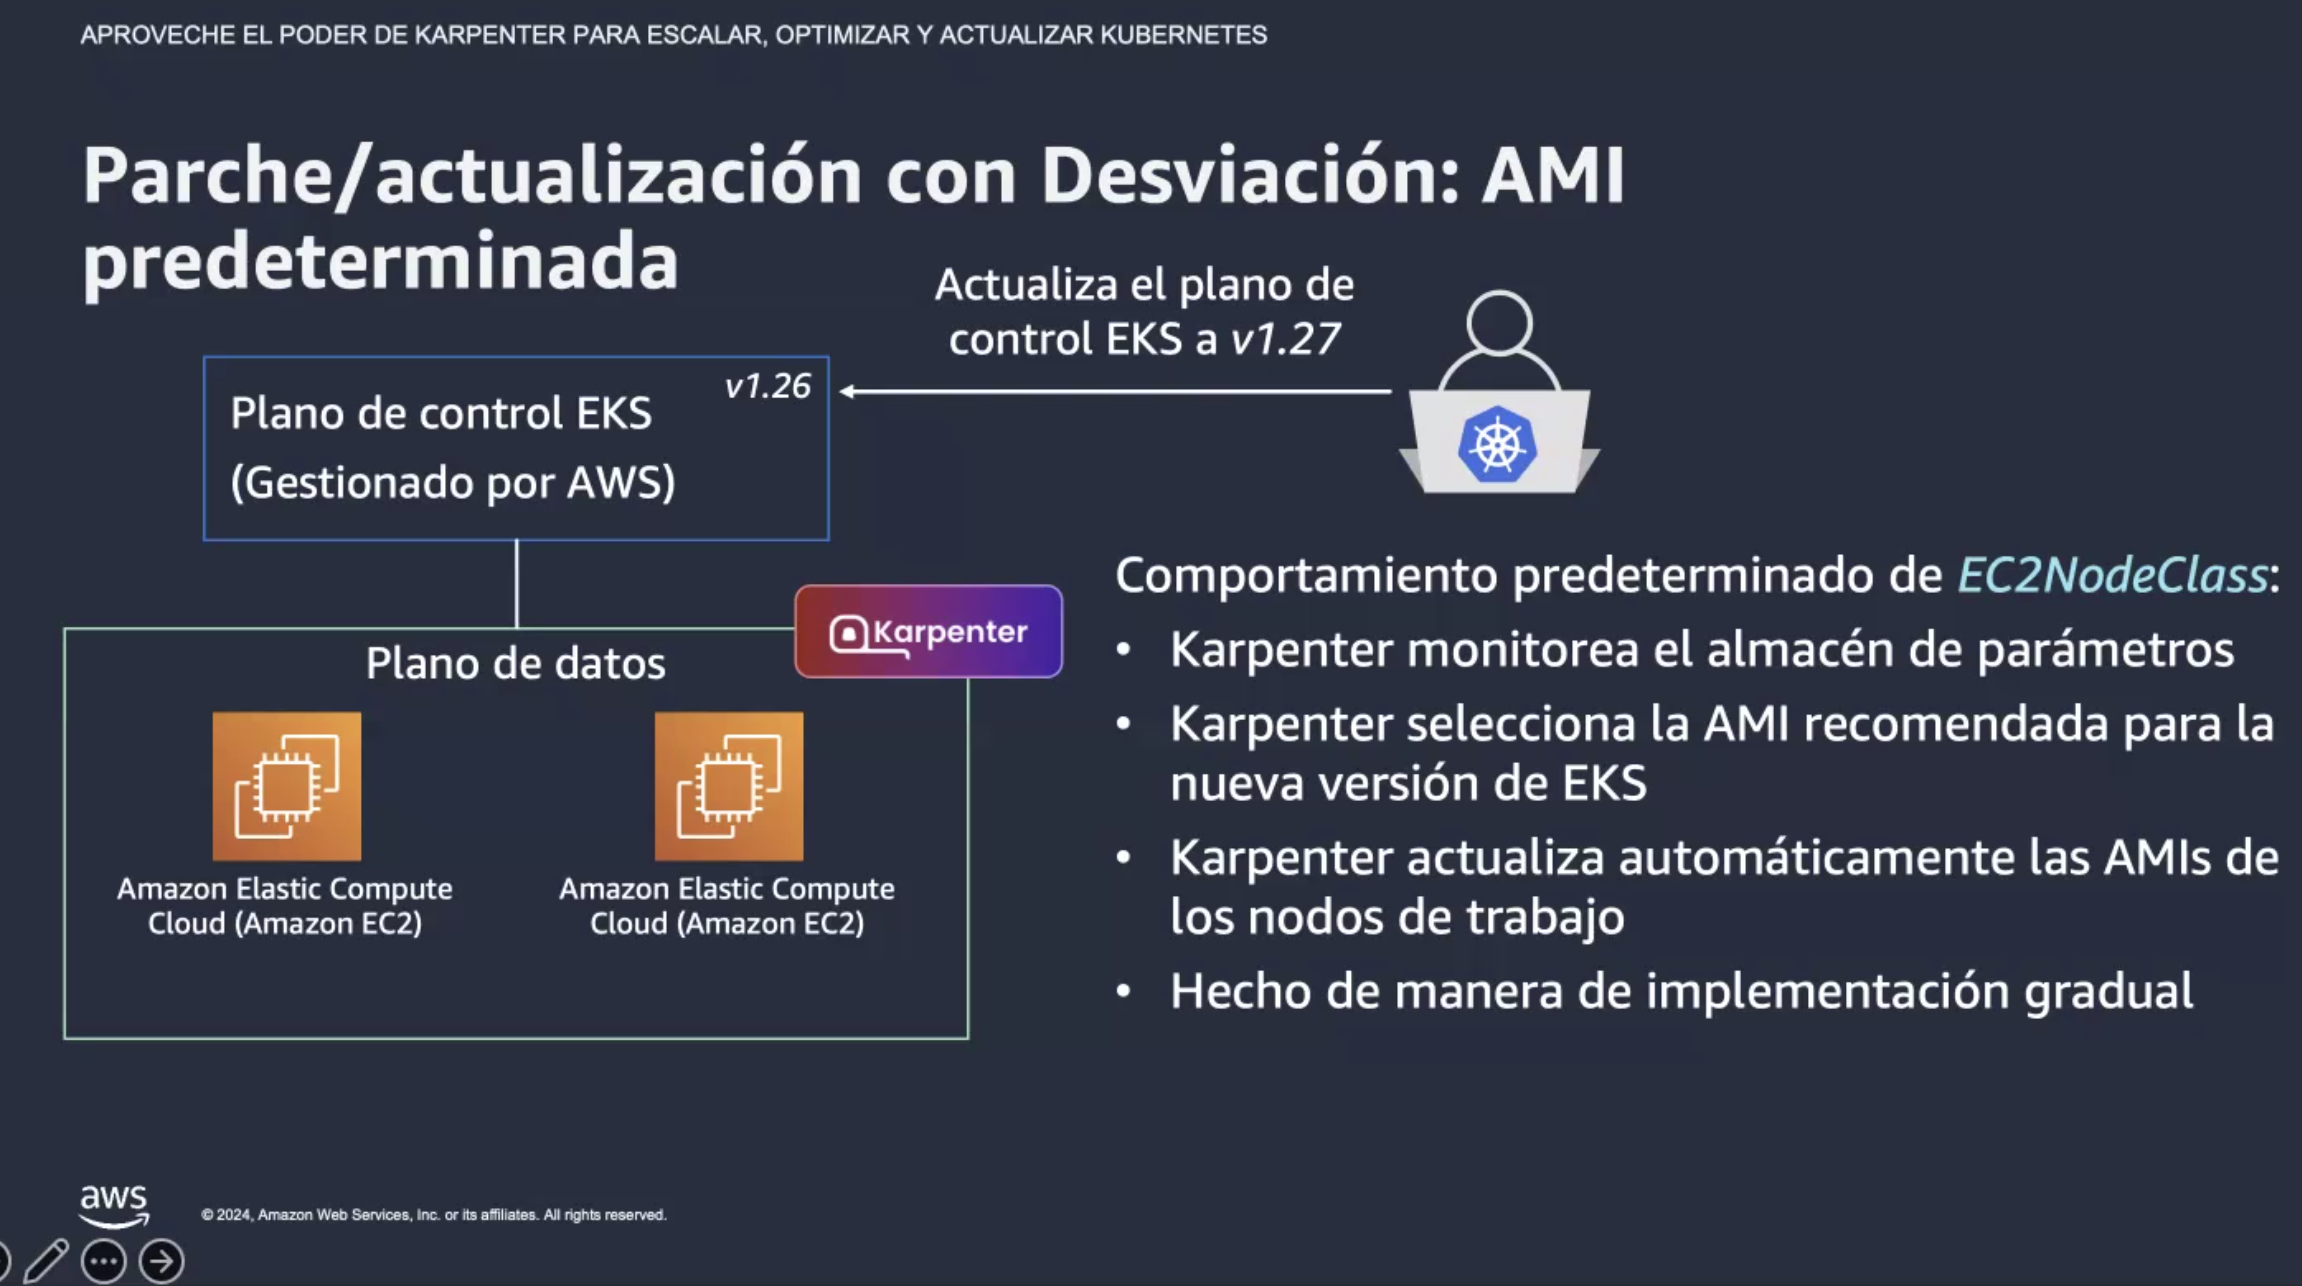 APROVECHE EL PODER DE KARPENTER PARA ESCALAR, OPTIMIZAR Y ACTUALIZAR KUBERNETES
Parche/actualización con Desviación: AMI
predeterminada
Actualiza el plano de
control EKS a v1.27
v1.26
Plano de control EKS
(Gestionado por AWS)
Karpenter
Plano de datos
Amazon Elastic Compute
Cloud (Amazon EC2)
Amazon Elastic Compute
Cloud (Amazon EC2)
Comportamiento predeterminado de EC2NodeClass:
• Karpenter monitorea el almacén de parámetros
• Karpenter selecciona la AMI recomendada para la
nueva versión de EKS
• Karpenter actualiza automáticamente las AMIs de
los nodos de trabajo
• Hecho de manera de implementación gradual
aws
© 2024, Amazon Web Services, Inc. or its affiliates. All rights reserved.